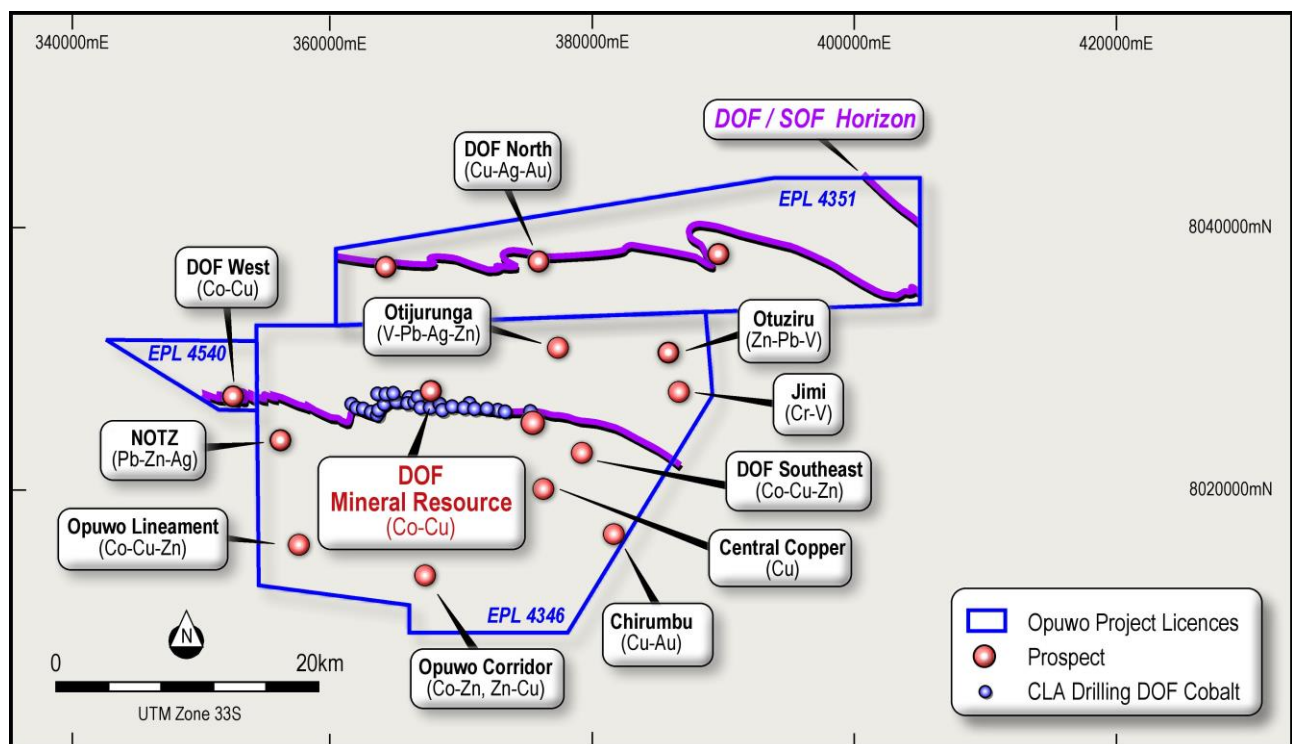 340000mE
360000mE
380000mE
400000mE
420000mE
DOF / SOF Horizon
DOF North
(Cu-Ag-Au)
EPL 4351
8040000mN
DOF West
(Co-Cu)
Otijurunga
(V-Pb-Ag-Zn)
Otuziru
(Zn-Pb-V)
EPL 4540
Jimi
(Cr-V)
NOTZ
(Pb-Zn-Ag)
DOF
Mineral Resource
(Co-Cu)
DOF Southeast
(Co-Cu-Zn)
8020000mN
Opuwo Lineament
(Co-Cu-Zn)
Central Copper
(Cu)
EPL 4346
Chirumbu
(Cu-Au)
Opuwo Corridor
(Co-Zn, Zn-Cu)
N
0
20km
UTM Zone 33S
Opuwo Project Licences
Prospect
CLA Drilling DOF Cobalt